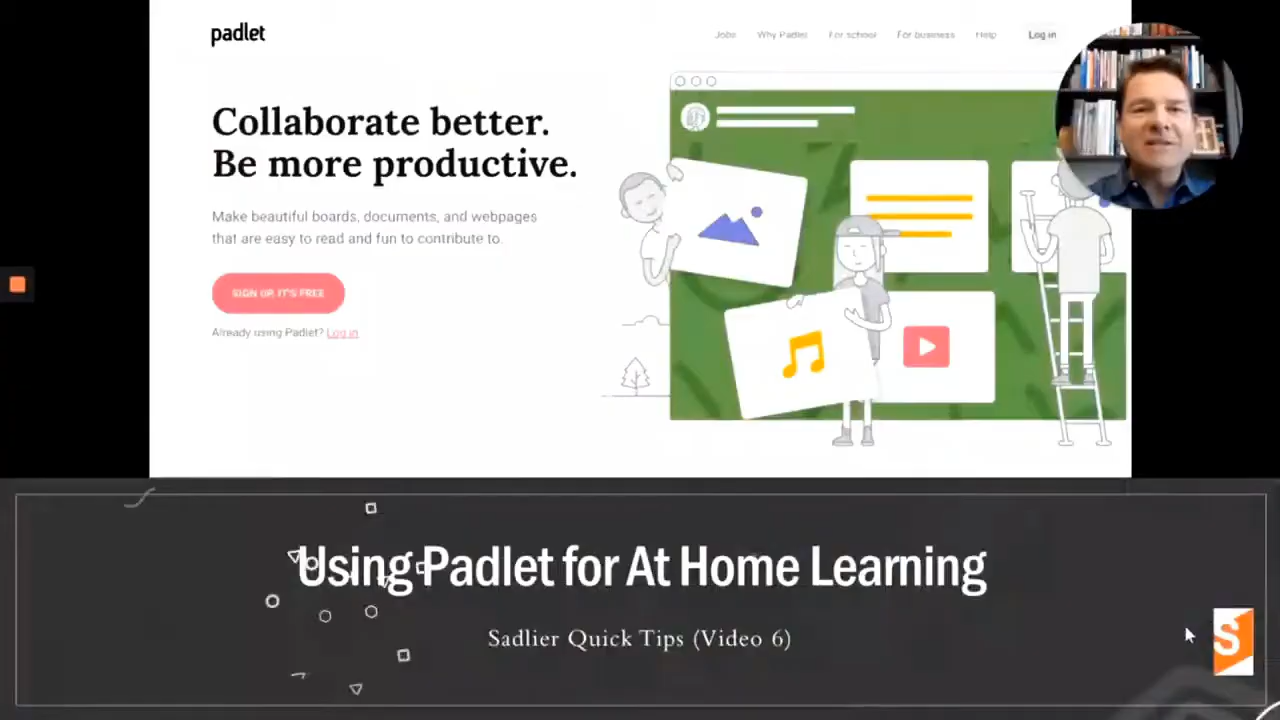 padlet
Jobs Why Padlet For school For business Help Log in
Collaborate better.
Be more productive.
Make beautiful boards, documents, and webpages
that are easy to read and fun to contribute to.
SIGN UP, IT'S FREE
Already using Padlet? Log in
Using Padlet for At Home Learning
Sadlier Quick Tips (Video 6)
S